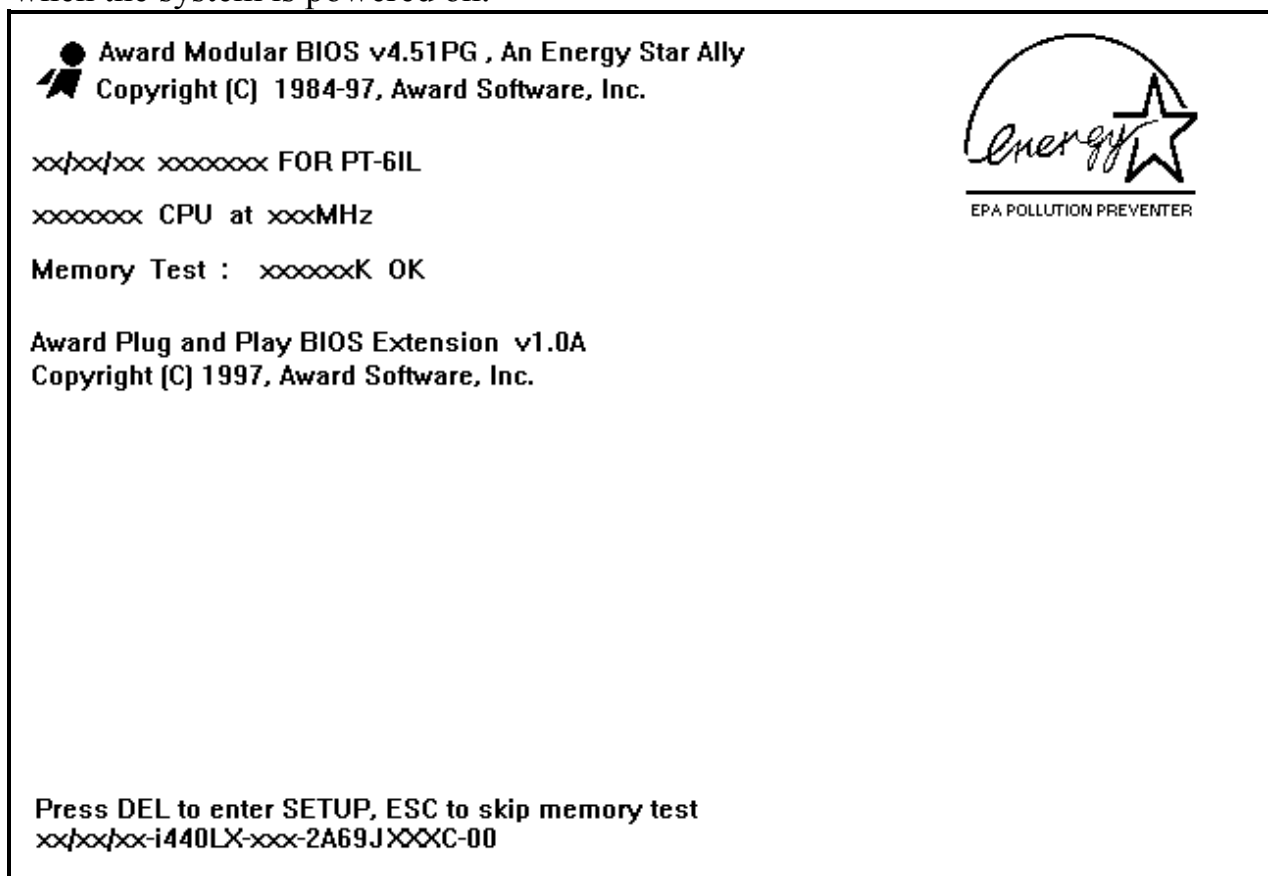 when the system is powered on.
Award Modular BIOS v4.51PG , An Energy Star Ally
Copyright (C) 1984-97, Award Software, Inc.
energy
EPA POLLUTION PREVENTER
xx/xx/xx xxxxxxx FOR PT-6IL
xxxxxxx CPU at xxxMHz
Memory Test : xxxxxxK OK
Award Plug and Play BIOS Extension v1.0A
Copyright (C) 1997, Award Software, Inc.
Press DEL to enter SETUP, ESC to skip memory test
xx/xx/xx-i440LX-xxx-2A69JXXXC-00